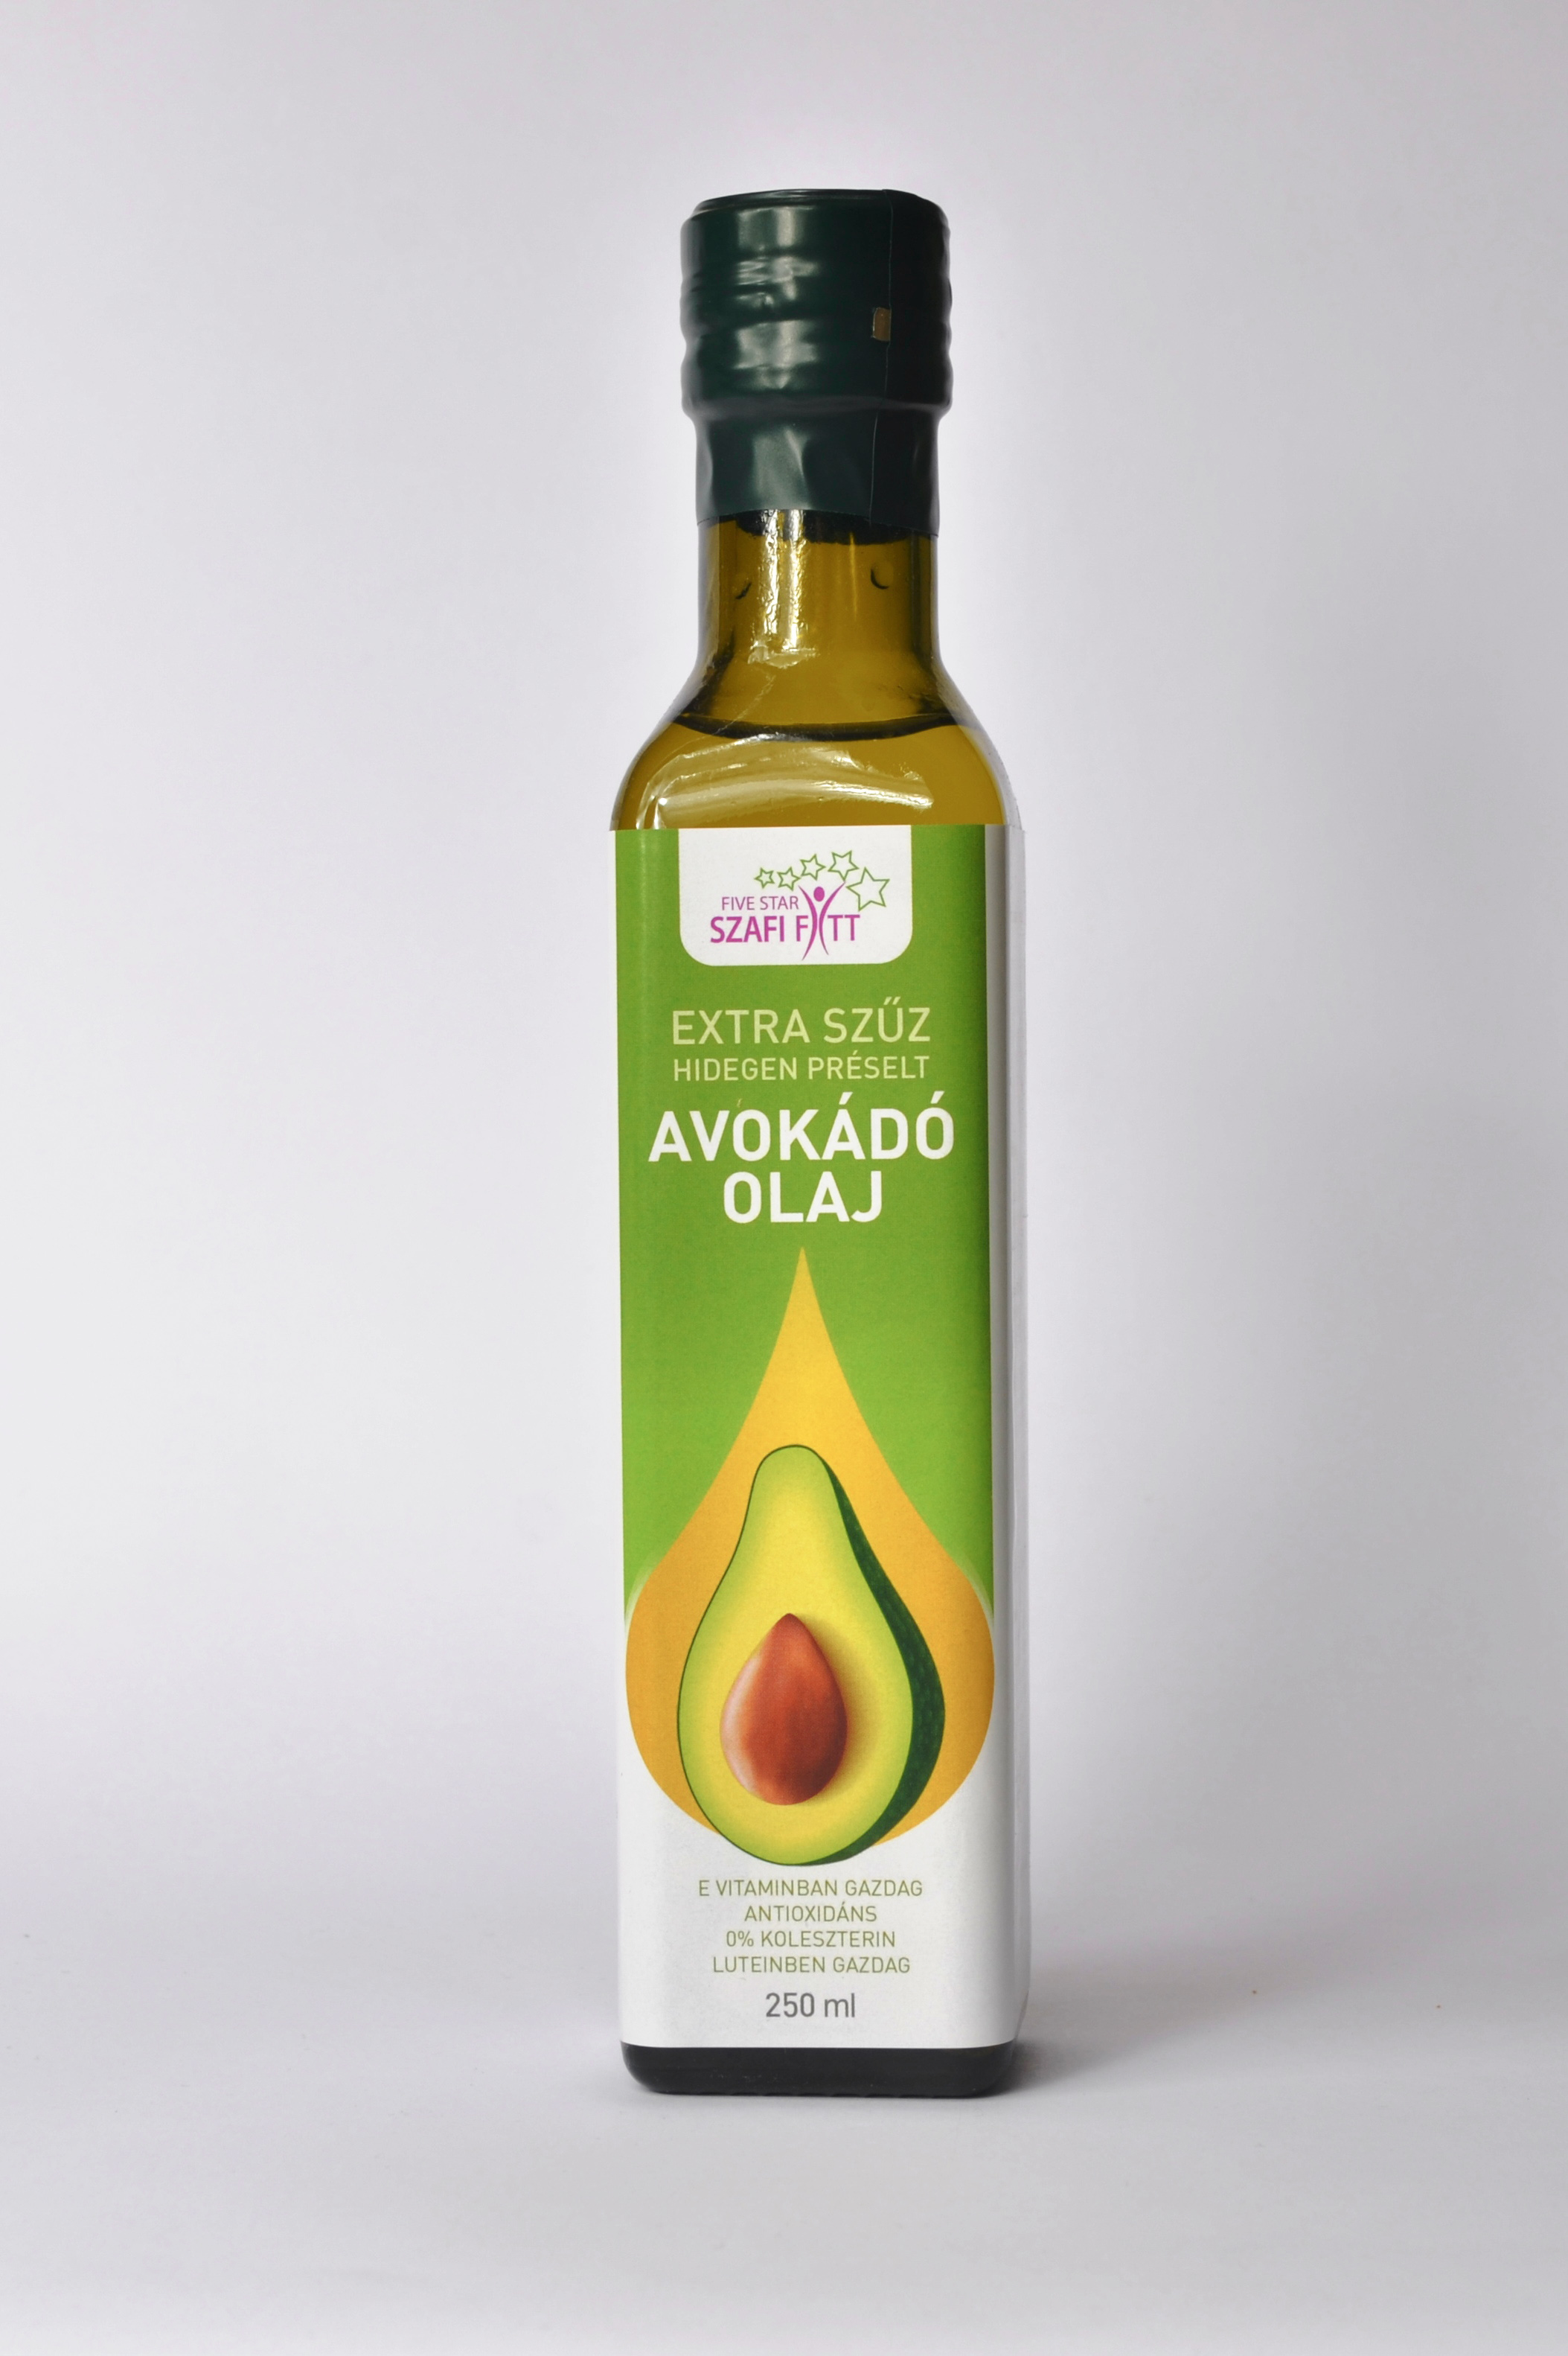 FIVE STAR
SZAFI FITT
EXTRA SZŰZ
HIDEGEN PRÉSELT
AVOKÁDÓ
OLAJ
E VITAMINBAN GAZDAG
ANTIOXIDÁNS
0% KOLESZTERIN
LUTEINBEN GAZDAG
250 ml